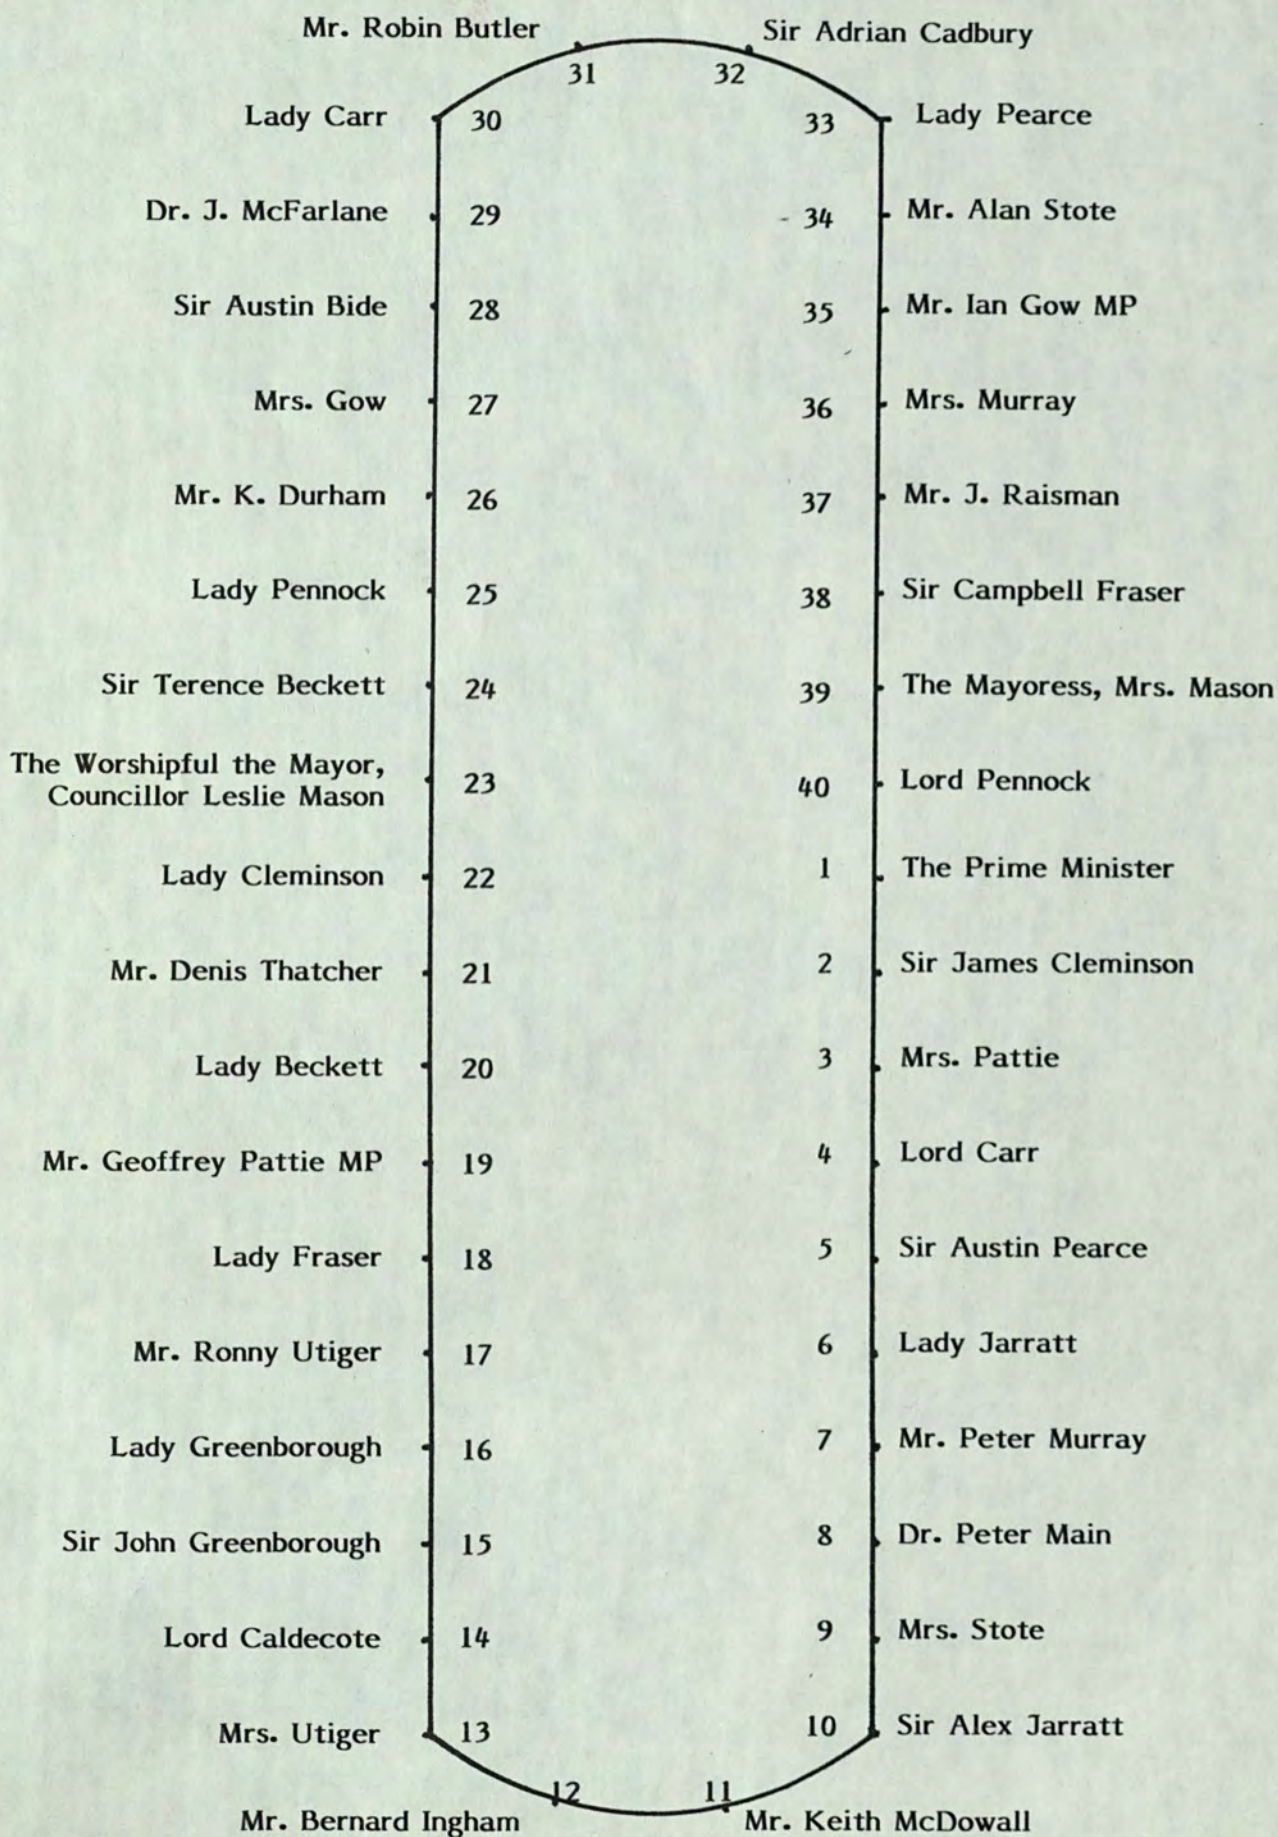 Mr. Robin Butler Sir Adrian Cadbury
31 32
Lady Carr 30 33 Lady Pearce
Dr. J. McFarlane 29 - 34 Mr. Alan Stote
Sir Austin Bide 28 35 Mr. Ian Gow MP
Mrs. Gow 27 36 Mrs. Murray
Mr. K. Durham 26 37 Mr. J. Raisman
Lady Pennock 25 38 Sir Campbell Fraser
Sir Terence Beckett 24 39 The Mayoress, Mrs. Mason
The Worshipful the Mayor,
Councillor Leslie Mason 23 40 Lord Pennock
Lady Cleminson 22 1 The Prime Minister
Mr. Denis Thatcher 21 2 Sir James Cleminson
Lady Beckett 20 3 Mrs. Pattie
Mr. Geoffrey Pattie MP 19 4 Lord Carr
Lady Fraser 18 5 Sir Austin Pearce
Mr. Ronny Utiger 17 6 Lady Jarratt
Lady Greenborough 16 7 Mr. Peter Murray
Sir John Greenborough 15 8 Dr. Peter Main
Lord Caldecote 14 9 Mrs. Stote
Mrs. Utiger 13 10 Sir Alex Jarratt
12 11
Mr. Bernard Ingham Mr. Keith McDowall